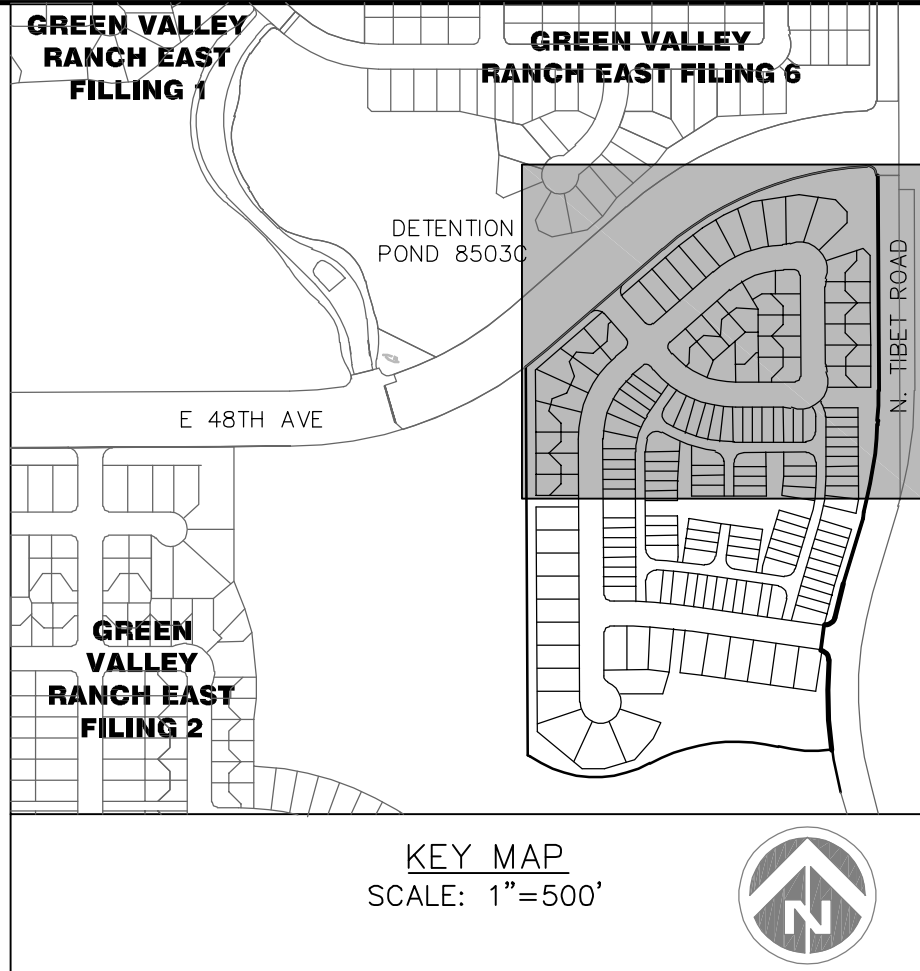 GREEN VALLEY
RANCH EAST
FILLING 1
GREEN VALLEY
RANCH EAST FILING 6
DETENTION
POND 8503C
N. TIBET ROAD
E 48TH AVE
GREEN
VALLEY
RANCH EAST
FILING 2
KEY MAP
SCALE: 1"=500'
N